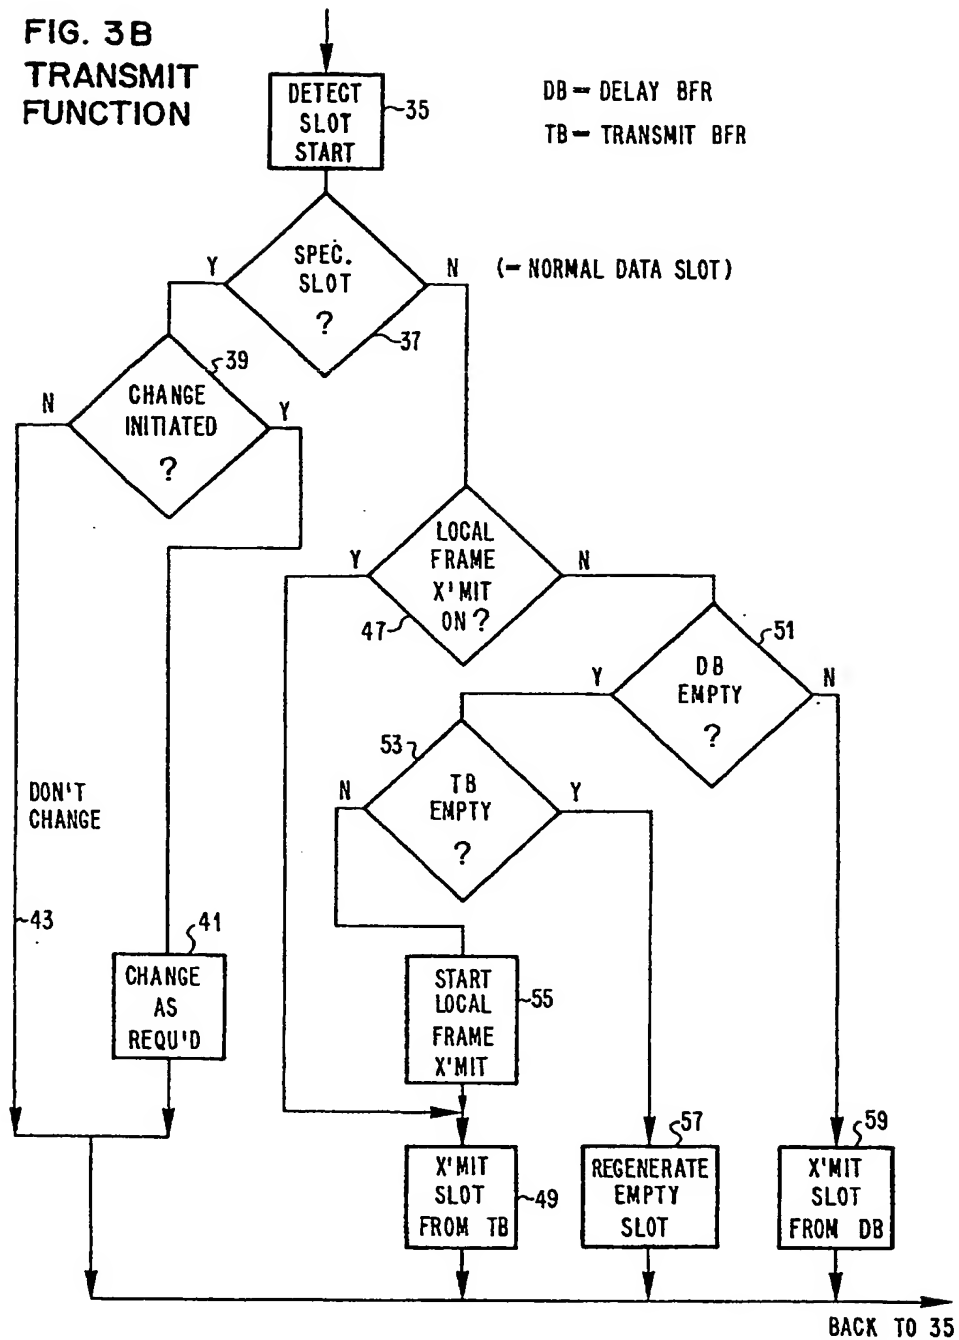 FIG. 3B
TRANSMIT
FUNCTION
DETECT
SLOT
START
35
DB — DELAY BFR
TB — TRANSMIT BFR
SPEC.
SLOT
?
37
Y
N
(— NORMAL DATA SLOT)
39
CHANGE
INITIATED
?
N
Y
LOCAL
FRAME
X'MIT
ON ?
47
Y
N
51
DB
EMPTY
?
Y
N
53
TB
EMPTY
?
N
Y
DON'T
CHANGE
43
41
CHANGE
AS
REQU'D
START
LOCAL
FRAME
X'MIT
55
X'MIT
SLOT
FROM TB
49
57
REGENERATE
EMPTY
SLOT
59
X'MIT
SLOT
FROM DB
BACK TO 35